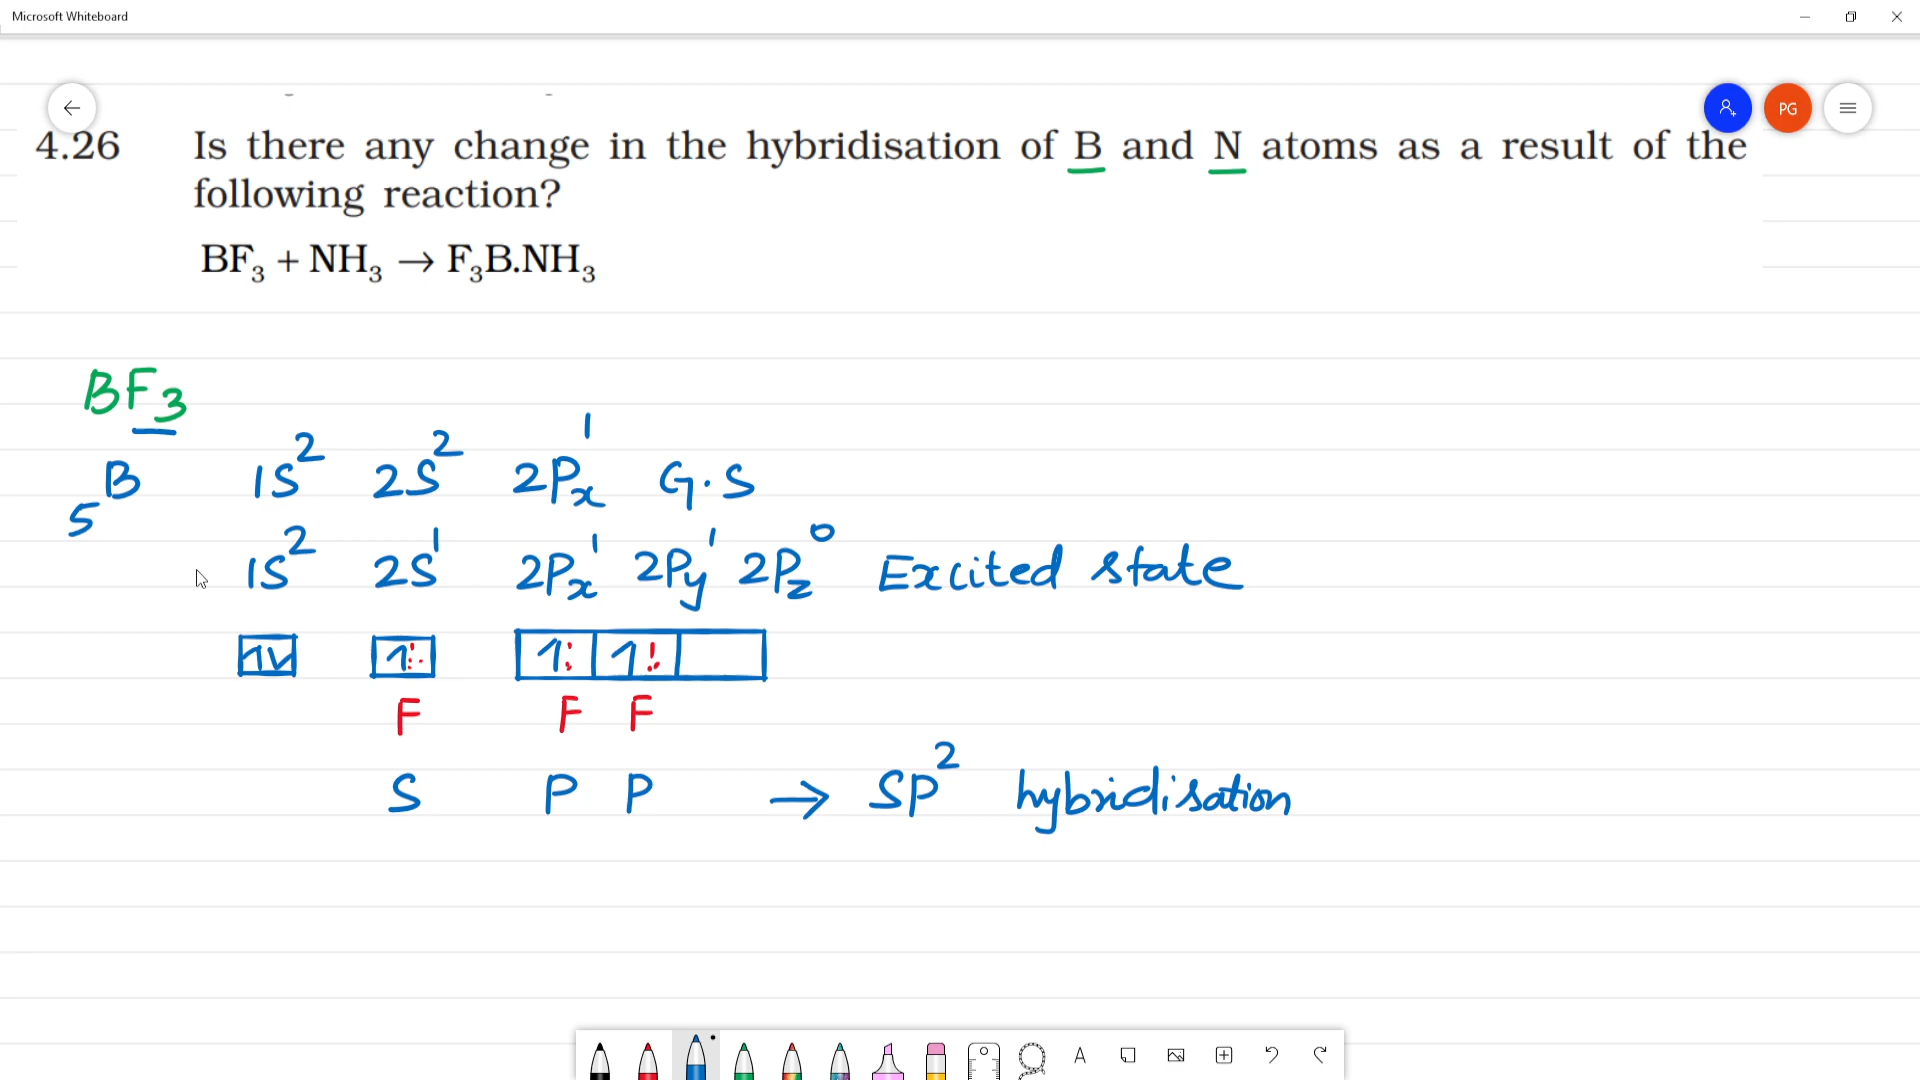 Microsoft Whiteboard
PG
4.26 Is there any change in the hybridisation of B and N atoms as a result of the
following reaction?
BF₃ + NH₃ → F₃B.NH₃
BF₃
₅B 1S² 2S² 2Pₓ¹ G.S
1S² 2S¹ 2Pₓ¹ 2Py¹ 2Pz⁰ Excited state
F F F
S P P → SP² hybridisation
A